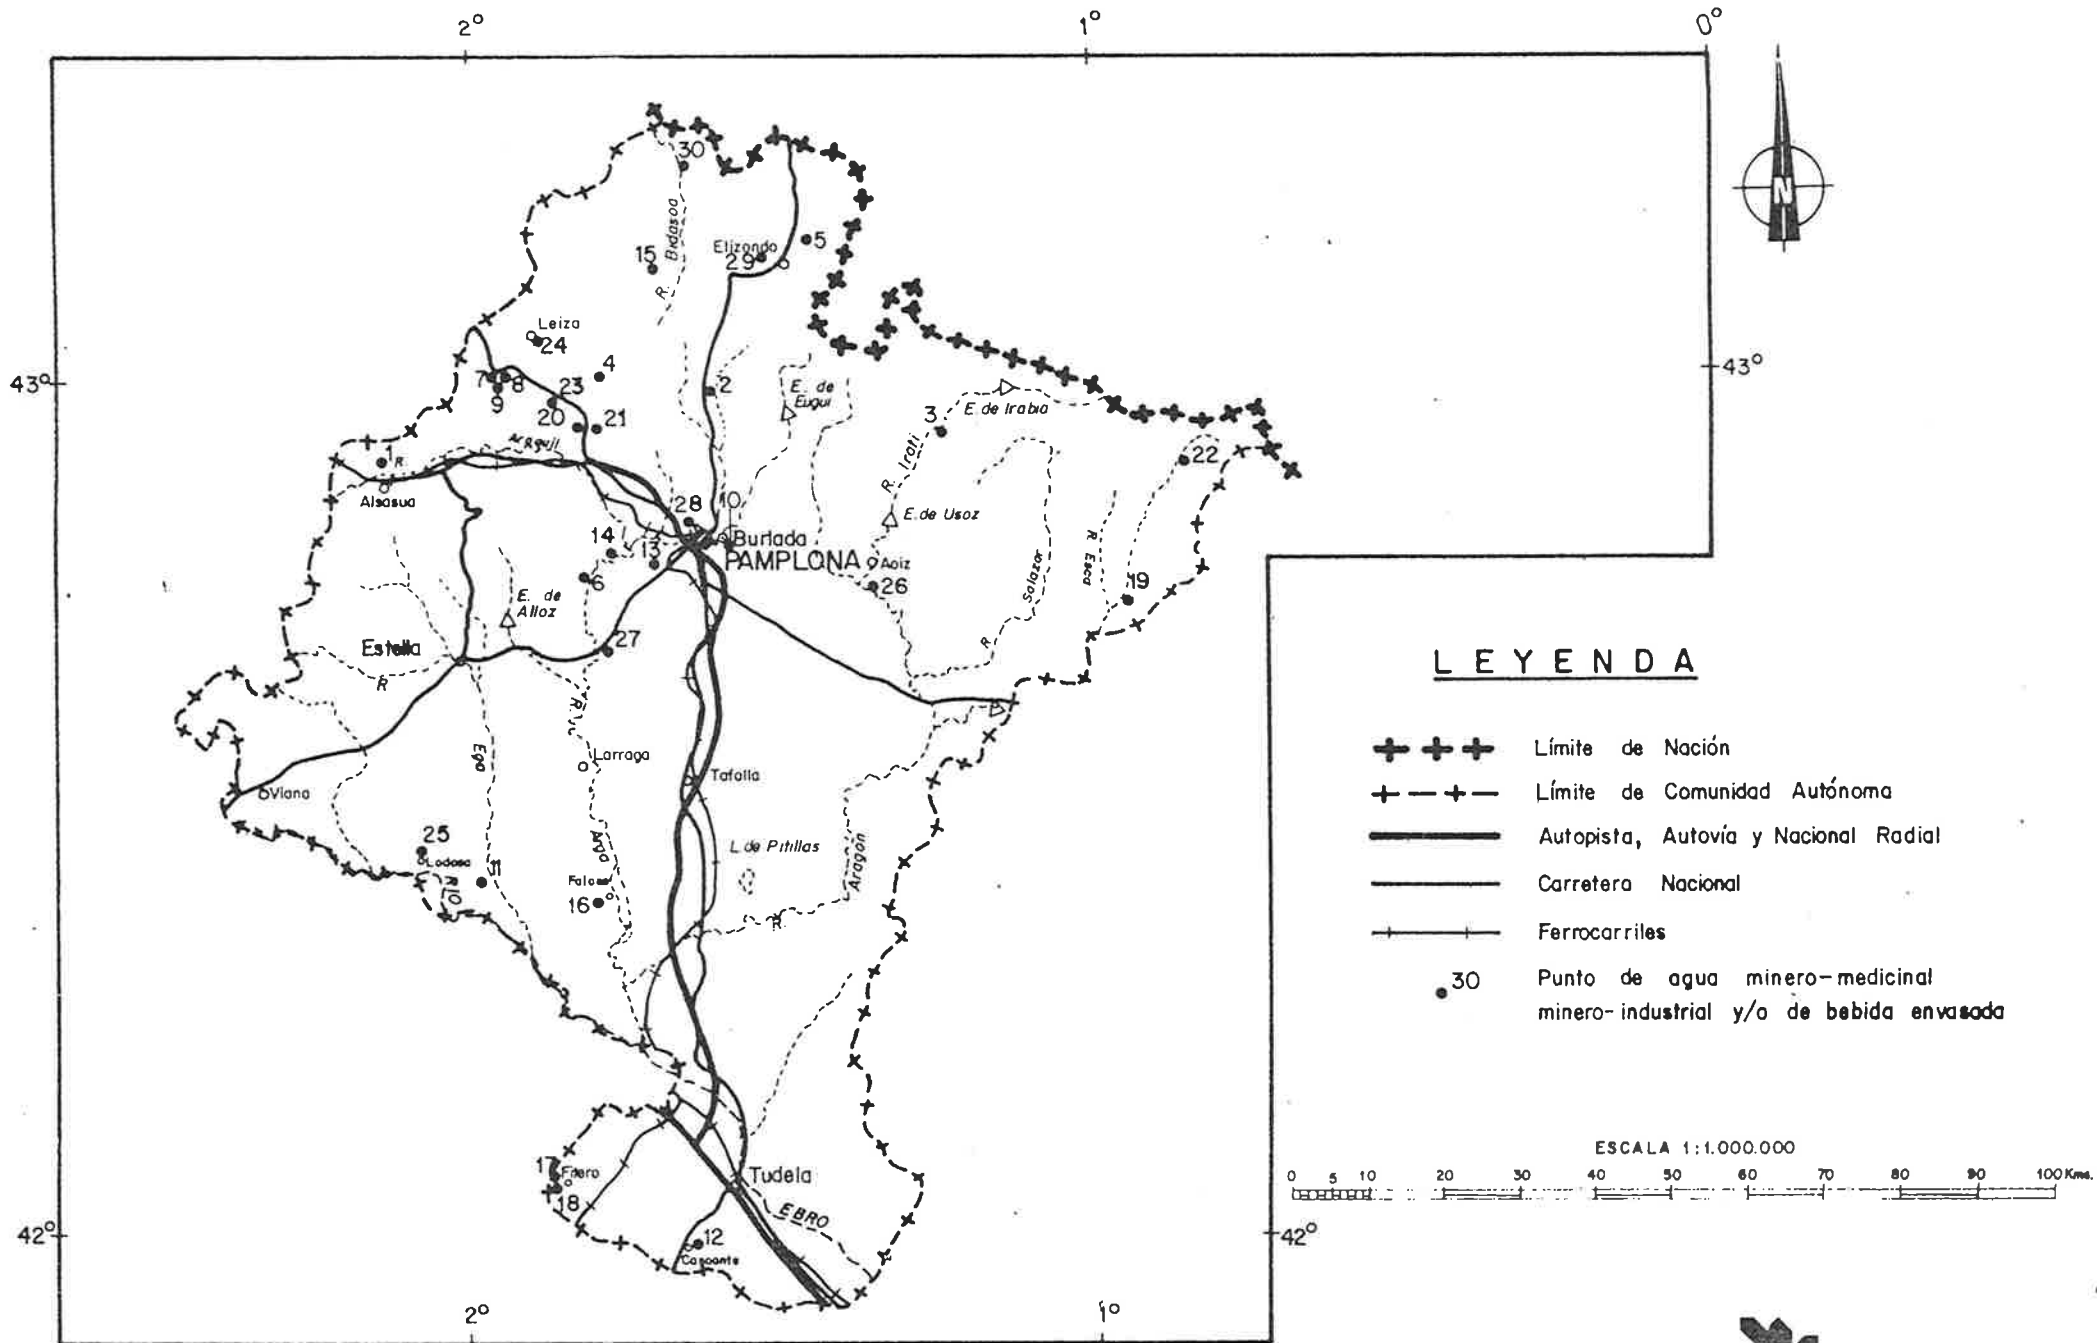 2°
1°
0°
30
R. Bidasoa
15
Elizondo
29
5
Leiza
24
43°
43°
7
8
4
9
23
20
21
2
E. de
Eugui
3
E. de Irabia
R. Irati
22
1
R.
Alsasua
28
10
E. de Usoz
Burlada
PAMPLONA
14
13
Aoiz
26
6
Salazar
R.
R. Esca
19
E. de
Alloz
27
Estella
R
Ega
R.
Larraga
Tafalla
Viana
25
Lodosa
11
RIO
Arga
L. de Pitillas
Aragón
R.
16
17
Fitero
18
Tudela
EBRO
12
42°
42°
2°
1°
N
LEYENDA
Límite de Nación
Límite de Comunidad Autónoma
Autopista, Autovía y Nacional Radial
Carretera Nacional
Ferrocarriles
30 Punto de agua minero-medicinal
minero-industrial y/o de bebida envasada
ESCALA 1:1.000.000
0 5 10 20 30 40 50 60 70 80 90 100 Kms.